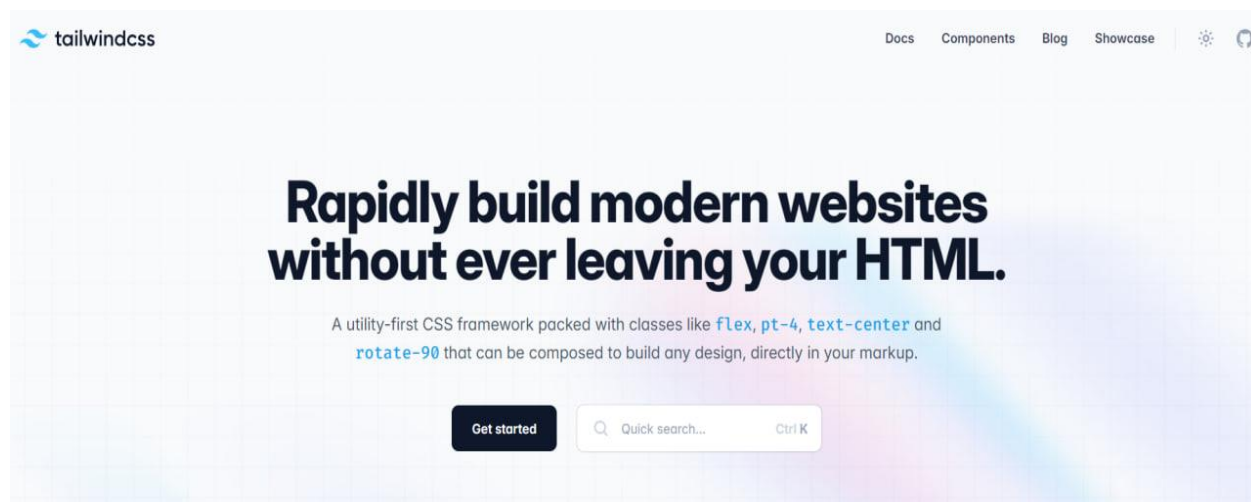 tailwindcss
Docs Components Blog Showcase
Rapidly build modern websites
without ever leaving your HTML.
A utility-first CSS framework packed with classes like flex, pt-4, text-center and
rotate-90 that can be composed to build any design, directly in your markup.
Get started
Quick search... Ctrl K